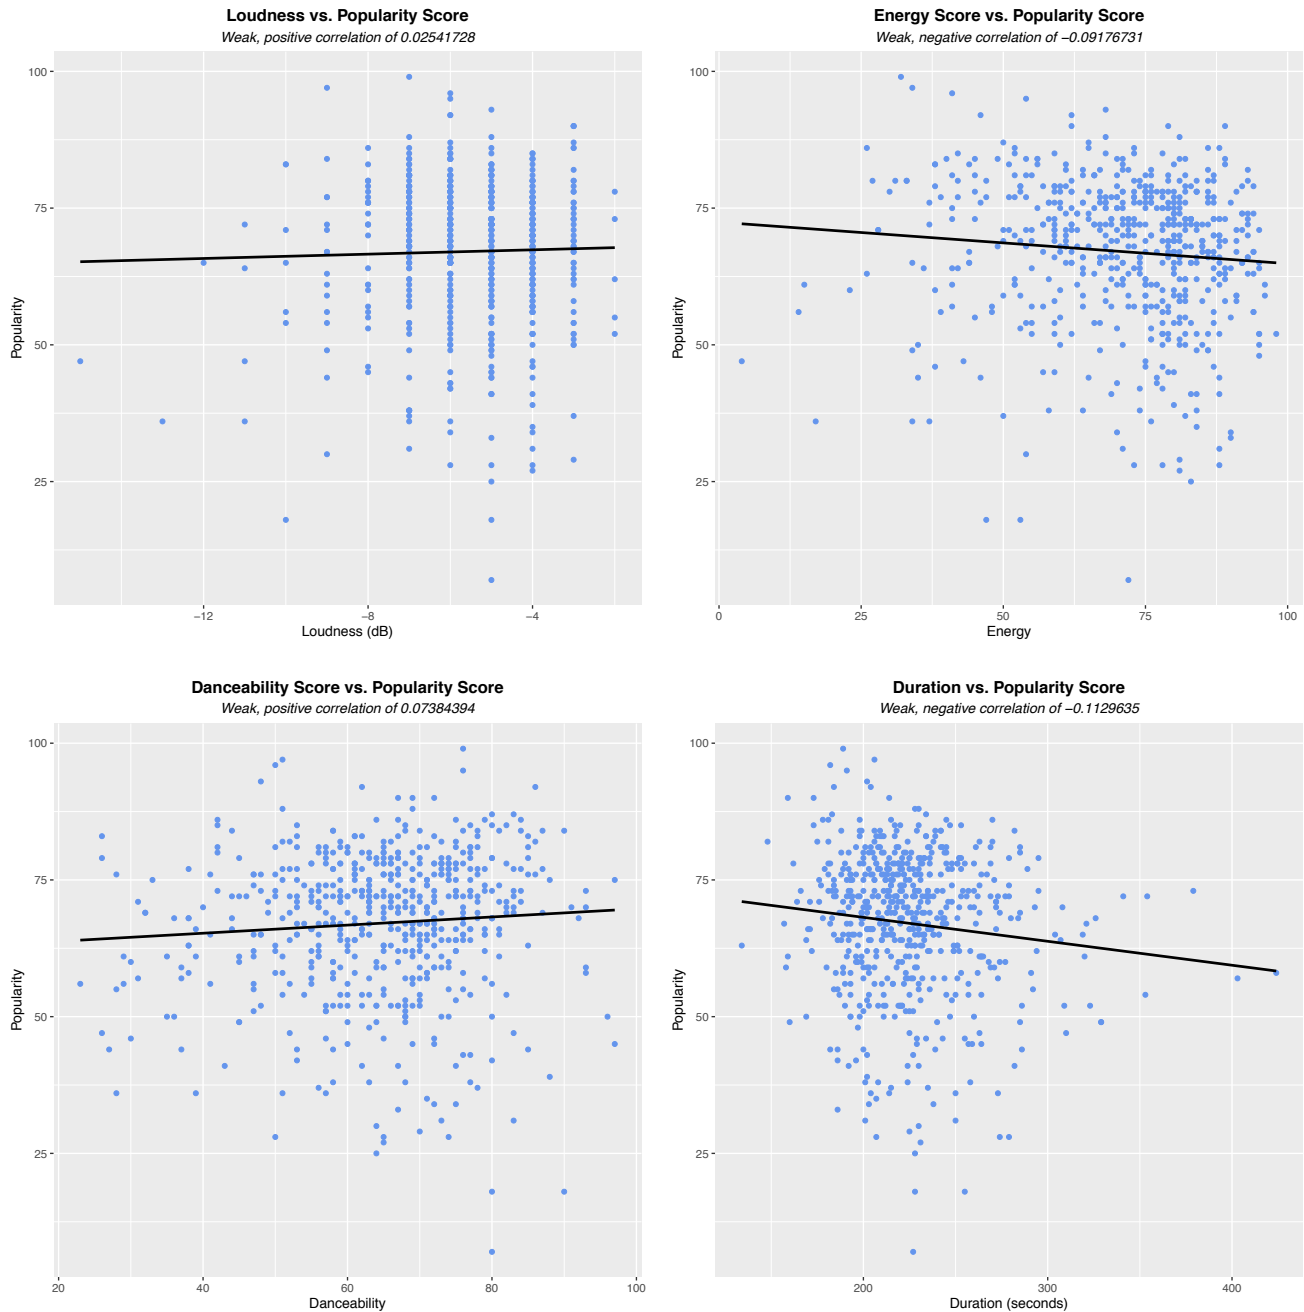 Loudness vs. Popularity Score
Weak, positive correlation of 0.02541728
100
75
50
25
Popularity
−12
−8
−4
Loudness (dB)
Energy Score vs. Popularity Score
Weak, negative correlation of −0.09176731
100
75
50
25
Popularity
0
25
50
75
100
Energy
Danceability Score vs. Popularity Score
Weak, positive correlation of 0.07384394
100
75
50
25
Popularity
20
40
60
80
100
Danceability
Duration vs. Popularity Score
Weak, negative correlation of −0.1129635
100
75
50
25
Popularity
200
300
400
Duration (seconds)